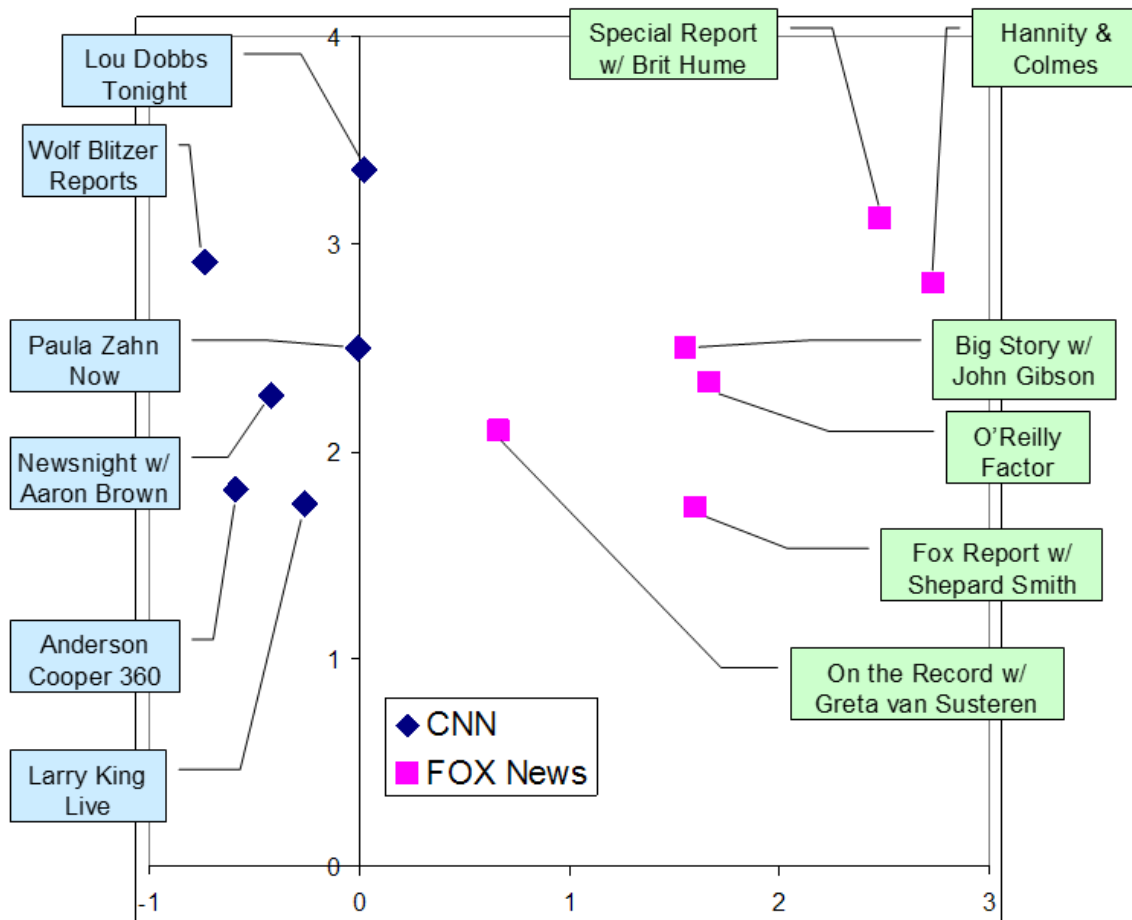 Special Report
w/ Brit Hume
Hannity &
Colmes
Lou Dobbs
Tonight
4
Wolf Blitzer
Reports
3
Paula Zahn
Now
Big Story w/
John Gibson
Newsnight w/
Aaron Brown
2
O'Reilly
Factor
Fox Report w/
Shepard Smith
Anderson
Cooper 360
1
On the Record w/
Greta van Susteren
CNN
FOX News
Larry King
Live
0
-1 0 1 2 3